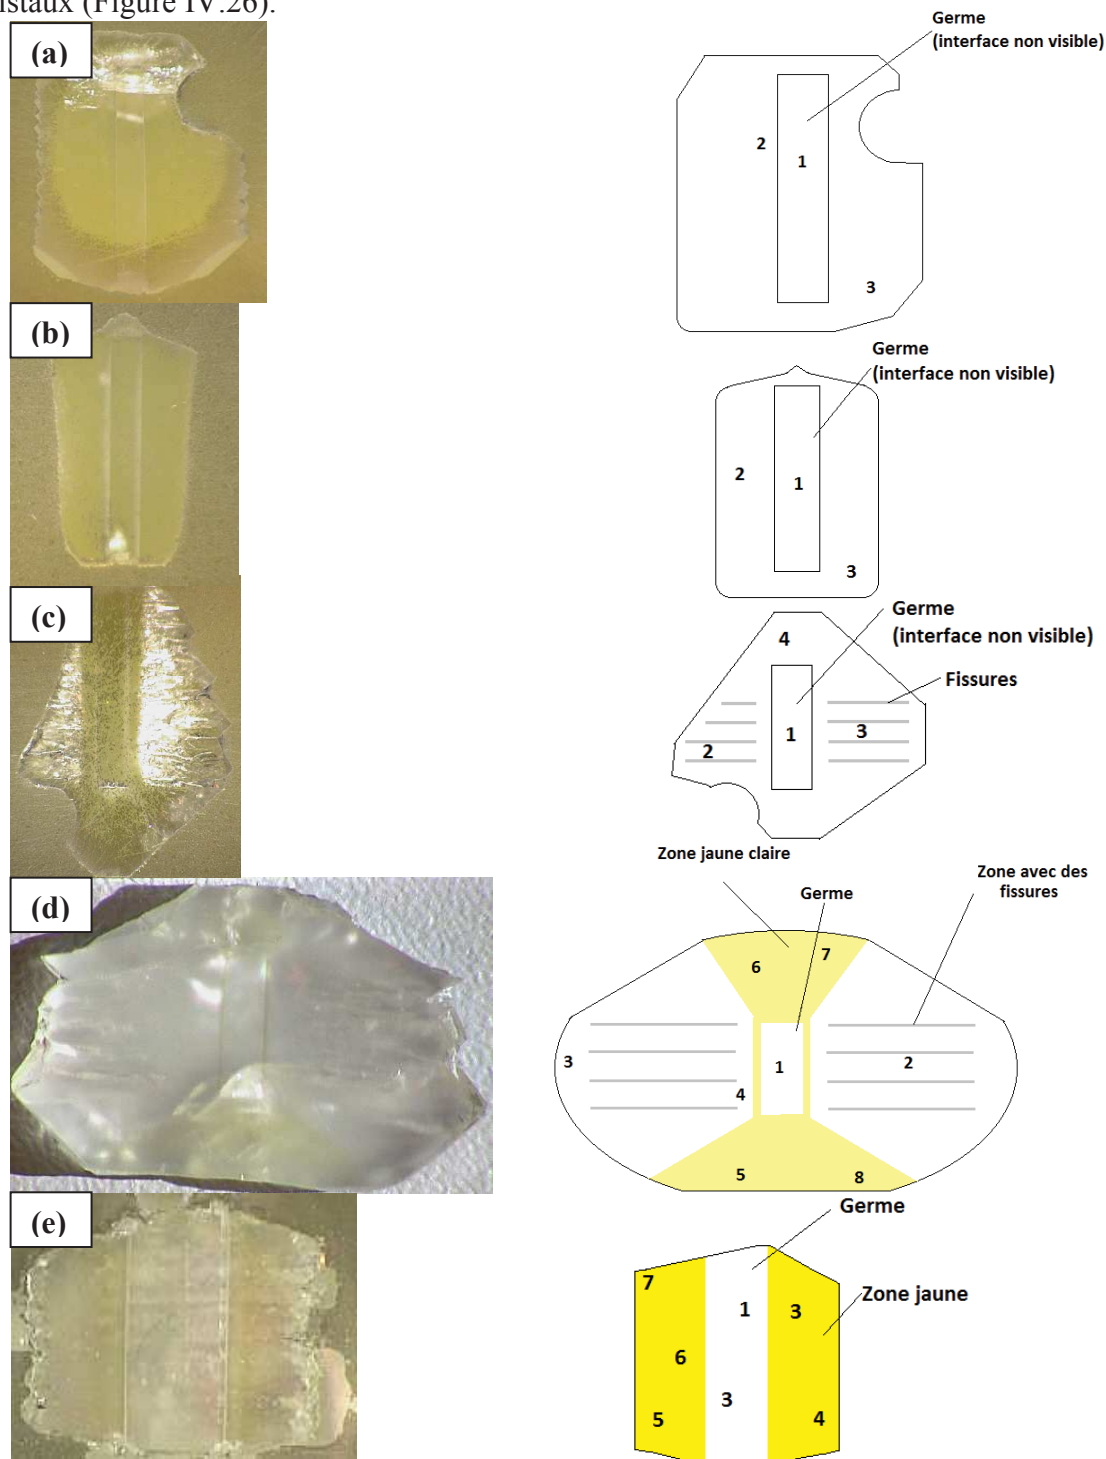 istaux (Figure IV.26).
(a)
Germe
(interface non visible)
2
1
3
(b)
Germe
(interface non visible)
2
1
3
(c)
Germe
(interface non visible)
4
Fissures
1
3
2
Zone jaune claire
(d)
Zone avec des
fissures
Germe
7
6
3
2
1
4
5
8
(e)
Germe
7
1
3
Zone jaune
6
3
5
4